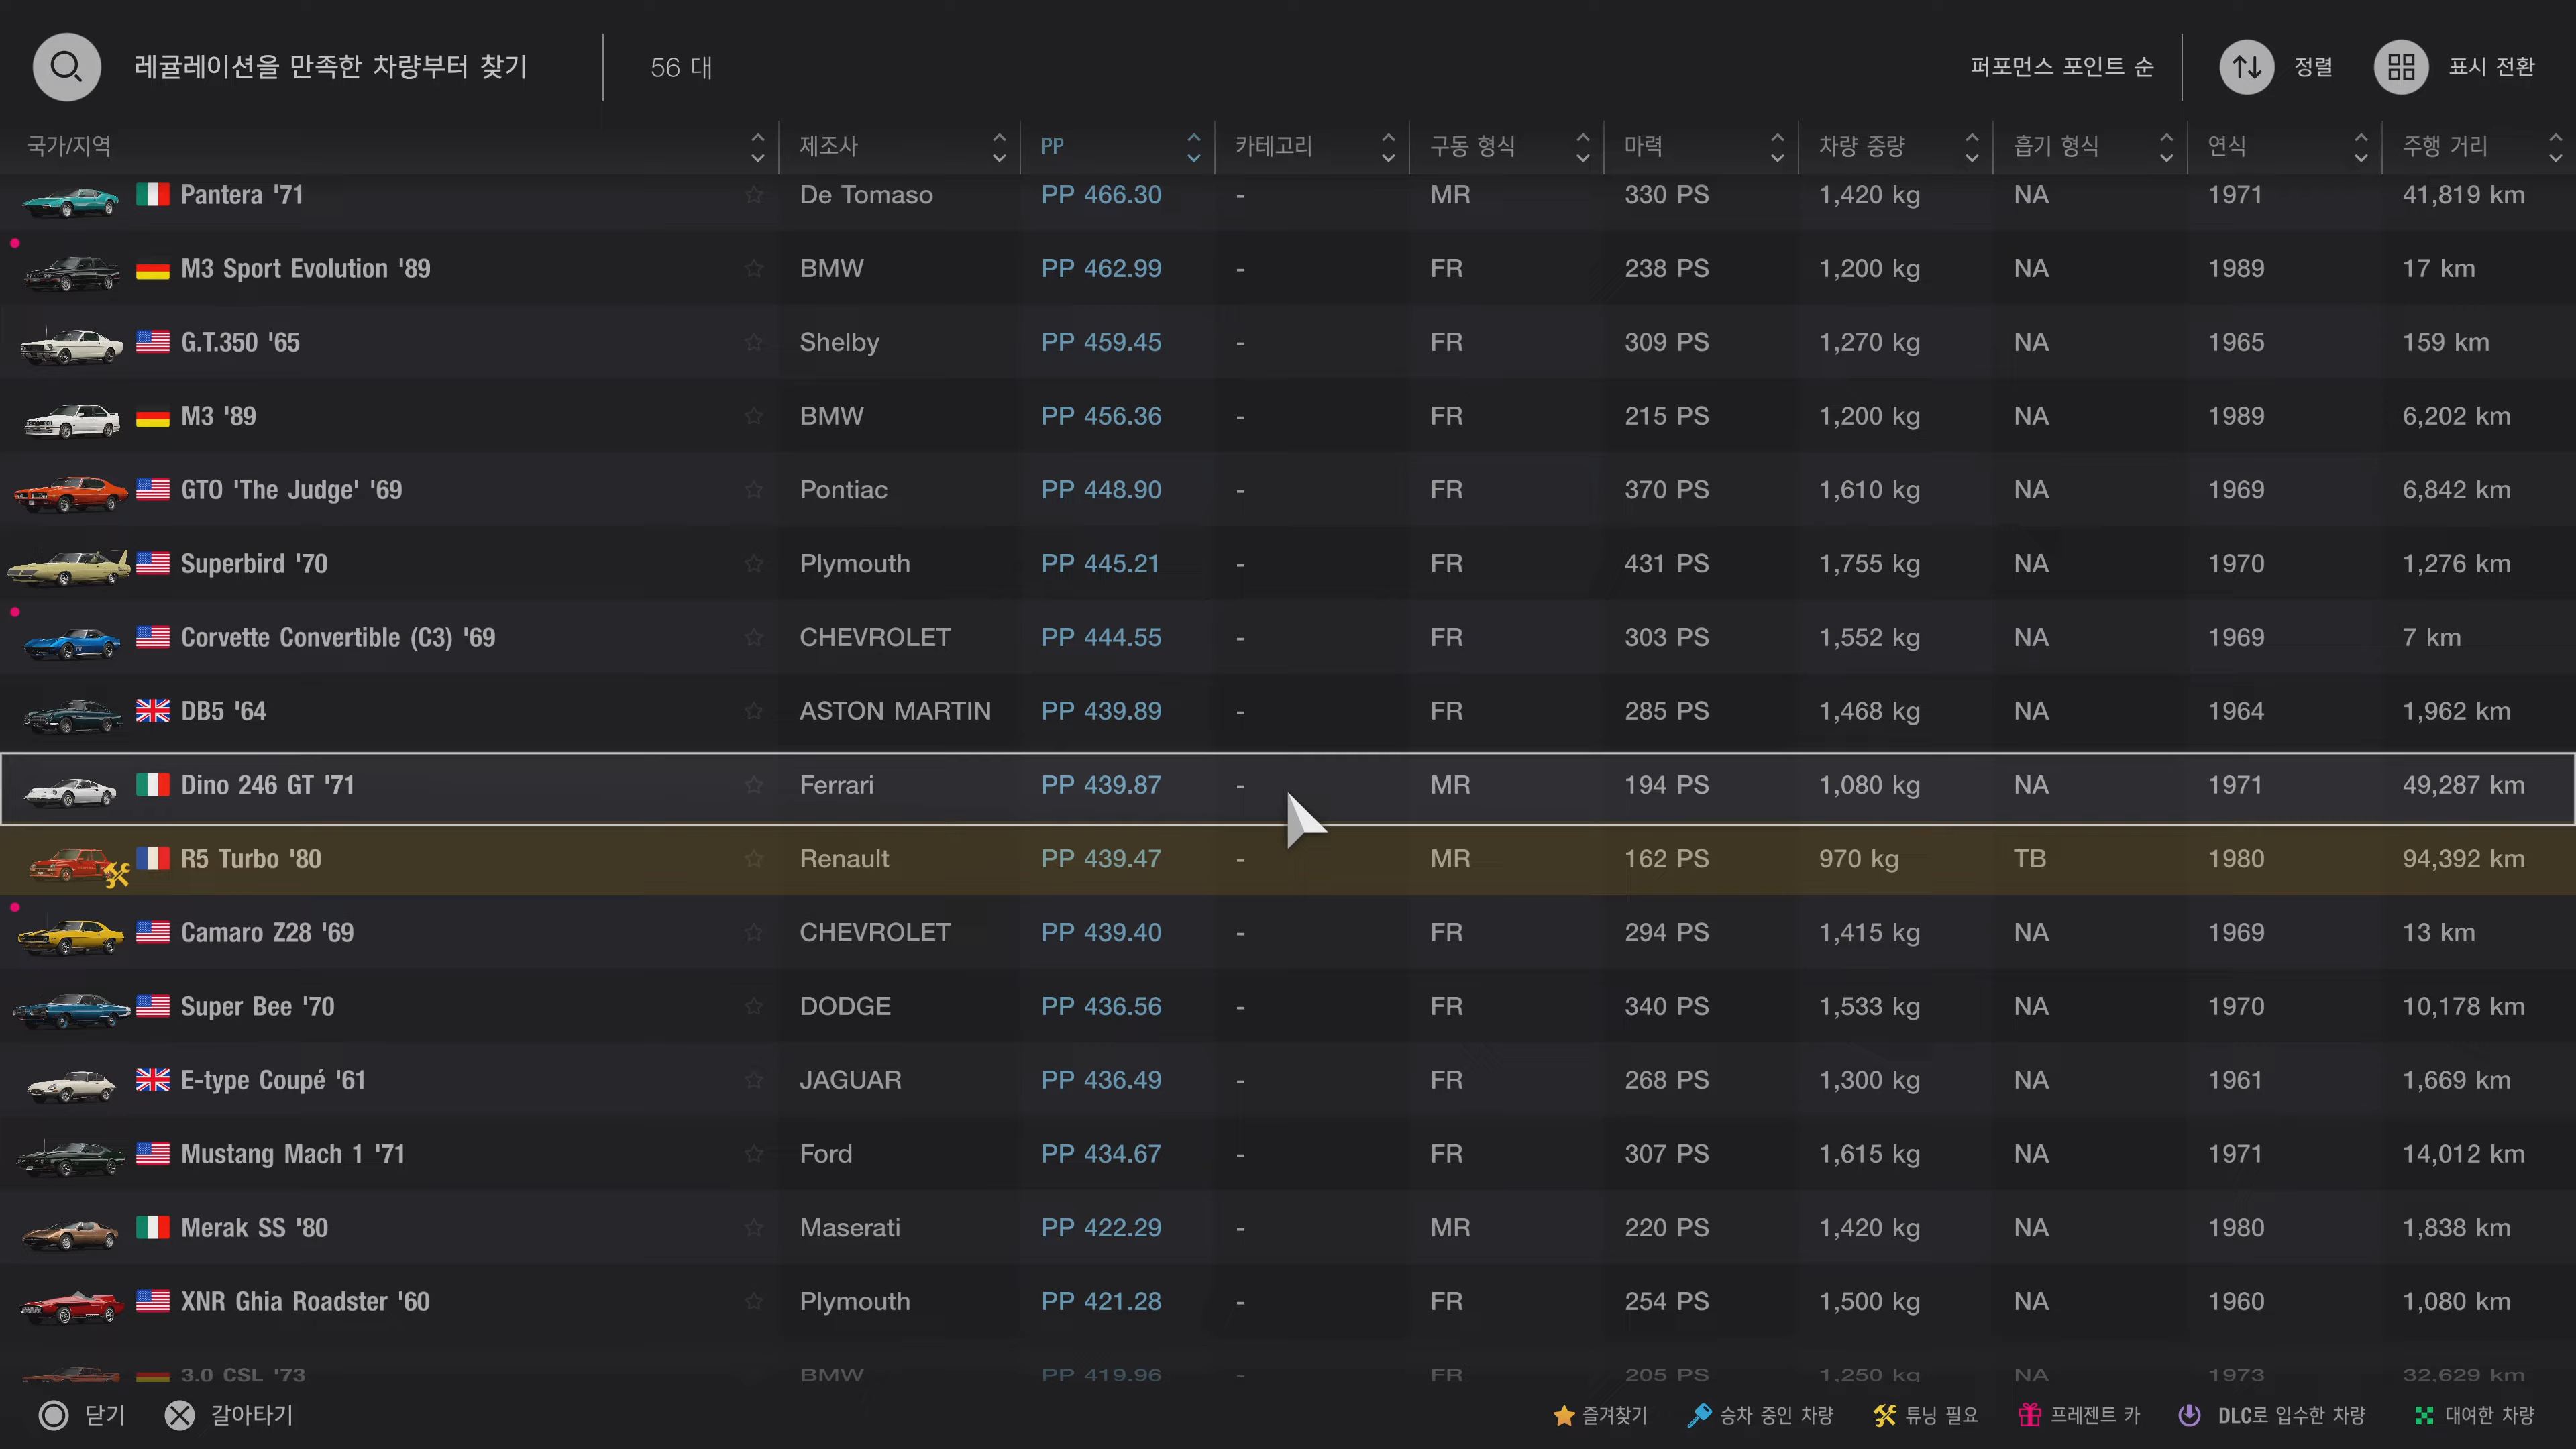 레귤레이션을 만족한 차량부터 찾기 56 대 퍼포먼스 포인트 순 정렬 표시 전환
국가/지역 제조사 PP 카테고리 구동 형식 마력 차량 중량 흡기 형식 연식 주행 거리
Pantera '71 De Tomaso PP 466.30 - MR 330 PS 1,420 kg NA 1971 41,819 km
M3 Sport Evolution '89 BMW PP 462.99 - FR 238 PS 1,200 kg NA 1989 17 km
G.T.350 '65 Shelby PP 459.45 - FR 309 PS 1,270 kg NA 1965 159 km
M3 '89 BMW PP 456.36 - FR 215 PS 1,200 kg NA 1989 6,202 km
GTO 'The Judge' '69 Pontiac PP 448.90 - FR 370 PS 1,610 kg NA 1969 6,842 km
Superbird '70 Plymouth PP 445.21 - FR 431 PS 1,755 kg NA 1970 1,276 km
Corvette Convertible (C3) '69 CHEVROLET PP 444.55 - FR 303 PS 1,552 kg NA 1969 7 km
DB5 '64 ASTON MARTIN PP 439.89 - FR 285 PS 1,468 kg NA 1964 1,962 km
Dino 246 GT '71 Ferrari PP 439.87 - MR 194 PS 1,080 kg NA 1971 49,287 km
R5 Turbo '80 Renault PP 439.47 - MR 162 PS 970 kg TB 1980 94,392 km
Camaro Z28 '69 CHEVROLET PP 439.40 - FR 294 PS 1,415 kg NA 1969 13 km
Super Bee '70 DODGE PP 436.56 - FR 340 PS 1,533 kg NA 1970 10,178 km
E-type Coupé '61 JAGUAR PP 436.49 - FR 268 PS 1,300 kg NA 1961 1,669 km
Mustang Mach 1 '71 Ford PP 434.67 - FR 307 PS 1,615 kg NA 1971 14,012 km
Merak SS '80 Maserati PP 422.29 - MR 220 PS 1,420 kg NA 1980 1,838 km
XNR Ghia Roadster '60 Plymouth PP 421.28 - FR 254 PS 1,500 kg NA 1960 1,080 km
3.0 CSL '73 BMW PP 419.96 - FR 205 PS 1,250 kg NA 1973 32,629 km
닫기 갈아타기 즐겨찾기 승차 중인 차량 튜닝 필요 프레젠트 카 DLC로 입수한 차량 대여한 차량